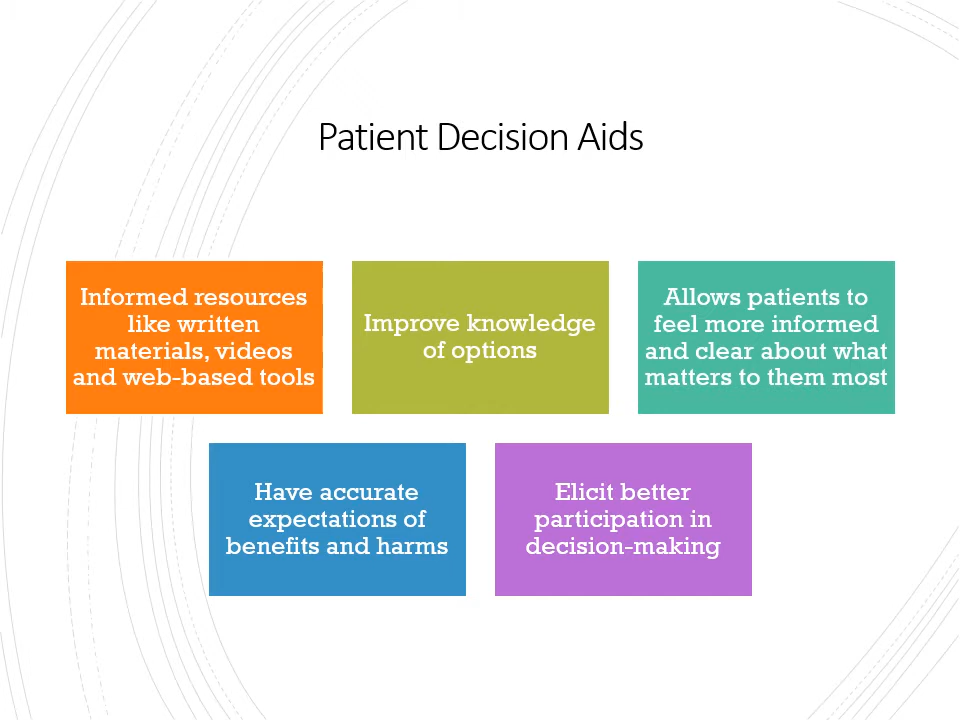 Patient Decision Aids
Informed resources
like written
materials, videos
and web-based tools
Improve knowledge
of options
Allows patients to
feel more informed
and clear about what
matters to them most
Have accurate
expectations of
benefits and harms
Elicit better
participation in
decision-making